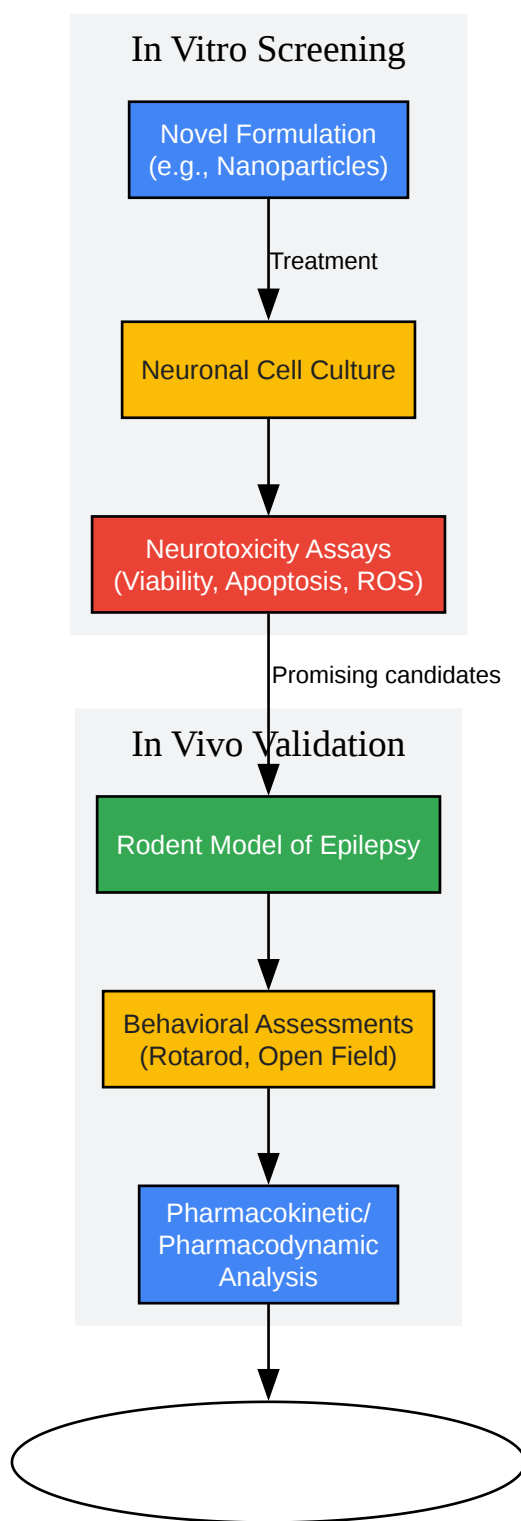 In Vitro Screening
Novel Formulation
(e.g., Nanoparticles)
Treatment
Neuronal Cell Culture
Neurotoxicity Assays
(Viability, Apoptosis, ROS)
Promising candidates
In Vivo Validation
Rodent Model of Epilepsy
Behavioral Assessments
(Rotarod, Open Field)
Pharmacokinetic/
Pharmacodynamic
Analysis